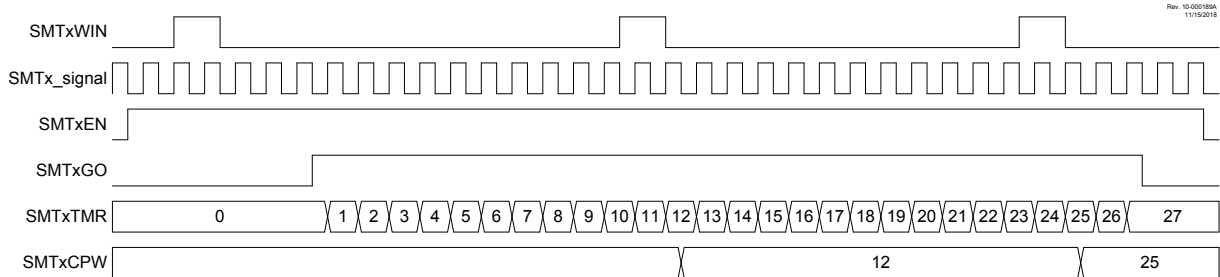 Rev. 10-000189A
11/15/2018
SMTxWIN
SMTx_signal
SMTxEN
SMTxGO
SMTxTMR 0 1 2 3 4 5 6 7 8 9 10 11 12 13 14 15 16 17 18 19 20 21 22 23 24 25 26 27
SMTxCPW 12 25